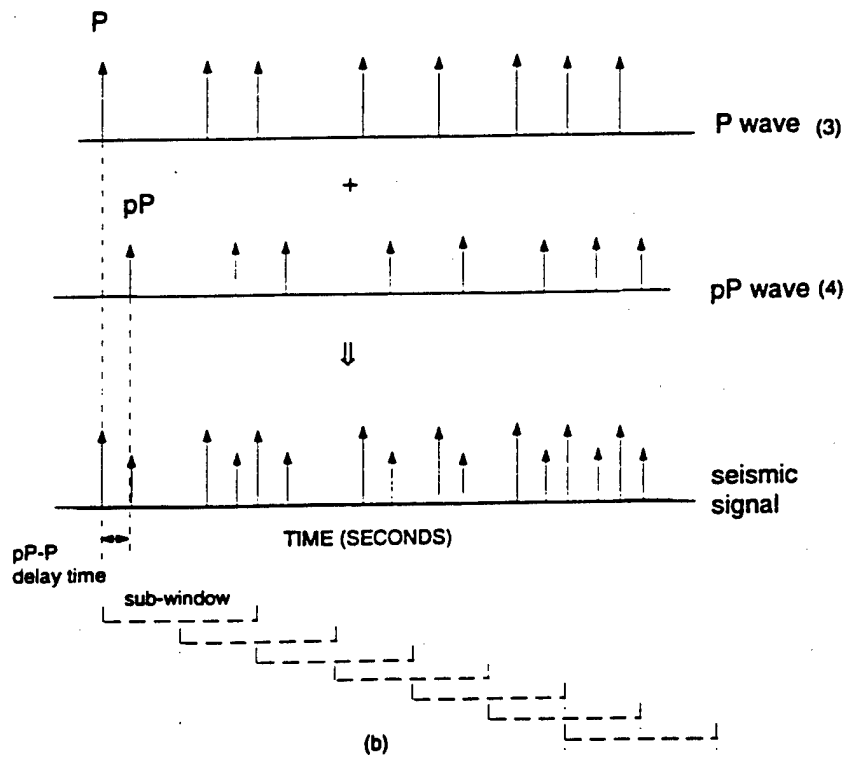 P
P wave (3)
+
pP
pP wave (4)
⇓
seismic
signal
TIME (SECONDS)
pP-P
delay time
sub-window
(b)